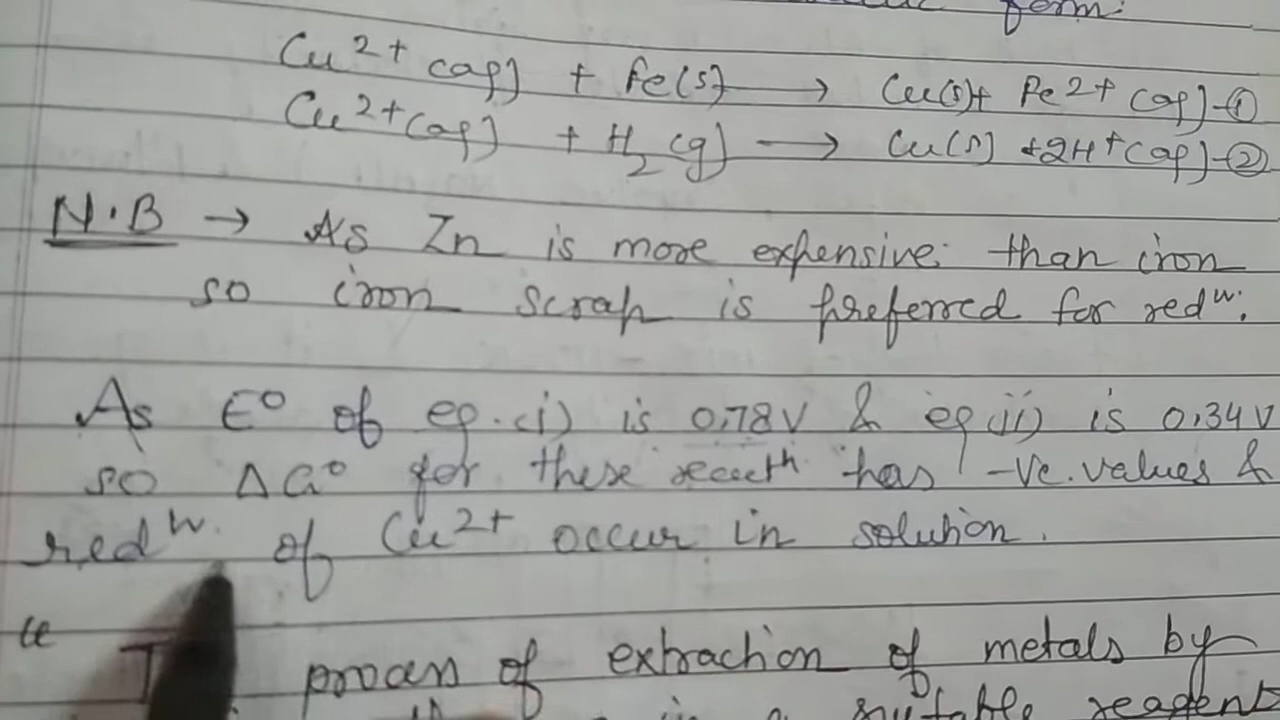 form:
Cu²⁺ (aq) + Fe(s) → Cu(s) + Fe²⁺ (aq) - ①
Cu²⁺ (aq) + H₂ (g) → Cu(s) + 2H⁺ (aq) - ②
N.B → As Zn is more expensive. than iron
so iron scrap is preferred for redⁿ.
As E° of eq.(i) is 0.78V & eq(ii) is 0.34V
so ΔG° for these has -ve.values &
redⁿ. of Cu²⁺ occur in solution.
"
process of extraction of metals by
in a suitable reagent